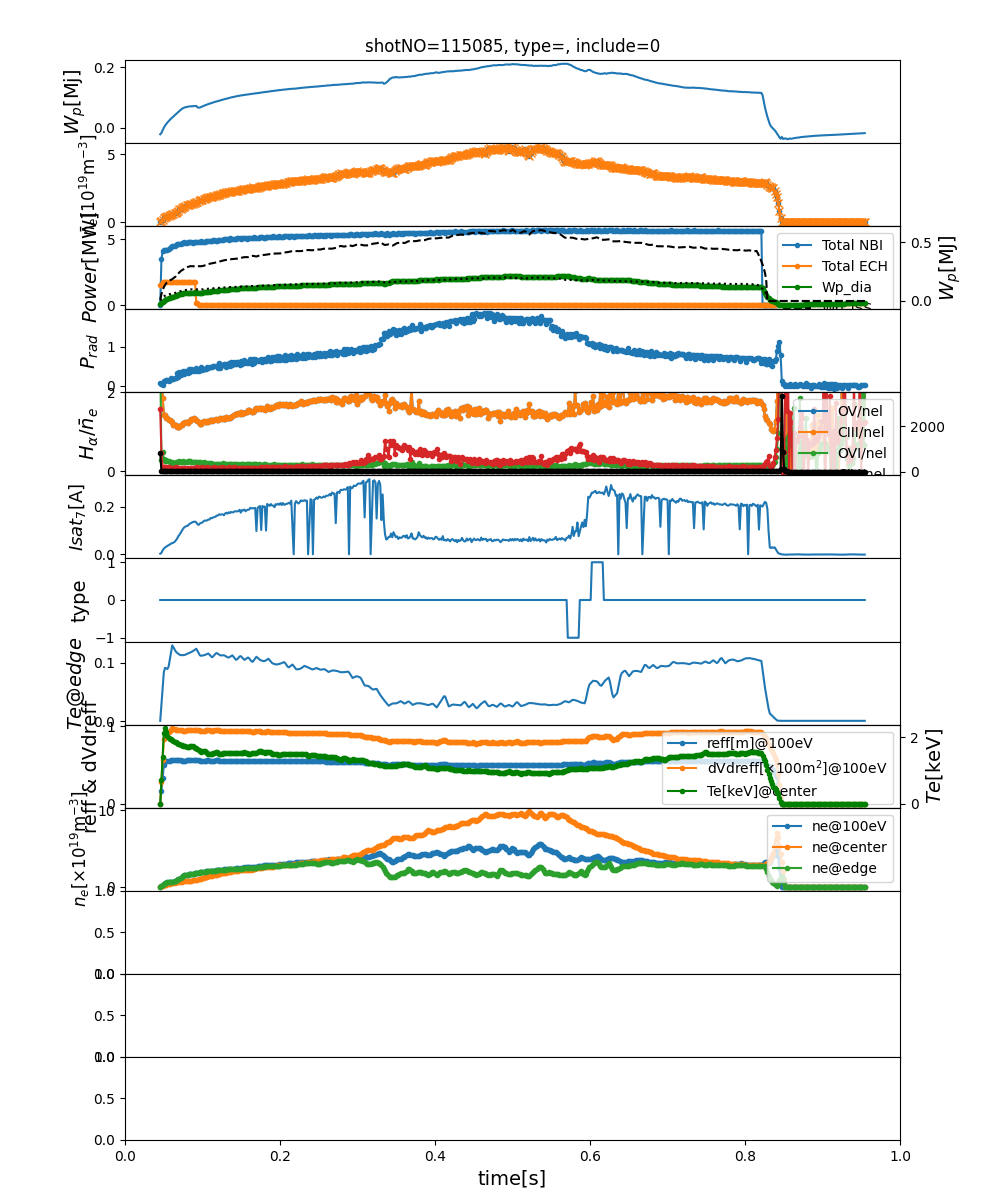 shotNO=115085, type=, include=0
W_p[Mj]
0.2
0.0
[10^19 m^−3]
5
0
Power[MW]
5
0
W_p[MJ]
0.5
0.0
Total NBI
Total ECH
Wp_dia
P_rad
1
0
H_α/n̄_e
2
0
2000
0
OV/nel
CIII/nel
OVI/nel
Isat_7[A]
0.2
0.0
type
1
0
−1
Te@edge
0.1
0.0
reff & dVdreff
1
0
Te[keV]
2
0
reff[m]@100eV
dVdreff[×100m^2]@100eV
Te[keV]@center
n_e[×10^19 m^−3]
10
0
ne@100eV
ne@center
ne@edge
1.0
0.5
0.0
1.0
0.5
0.0
1.0
0.5
0.0
0.0
0.2
0.4
0.6
0.8
1.0
time[s]